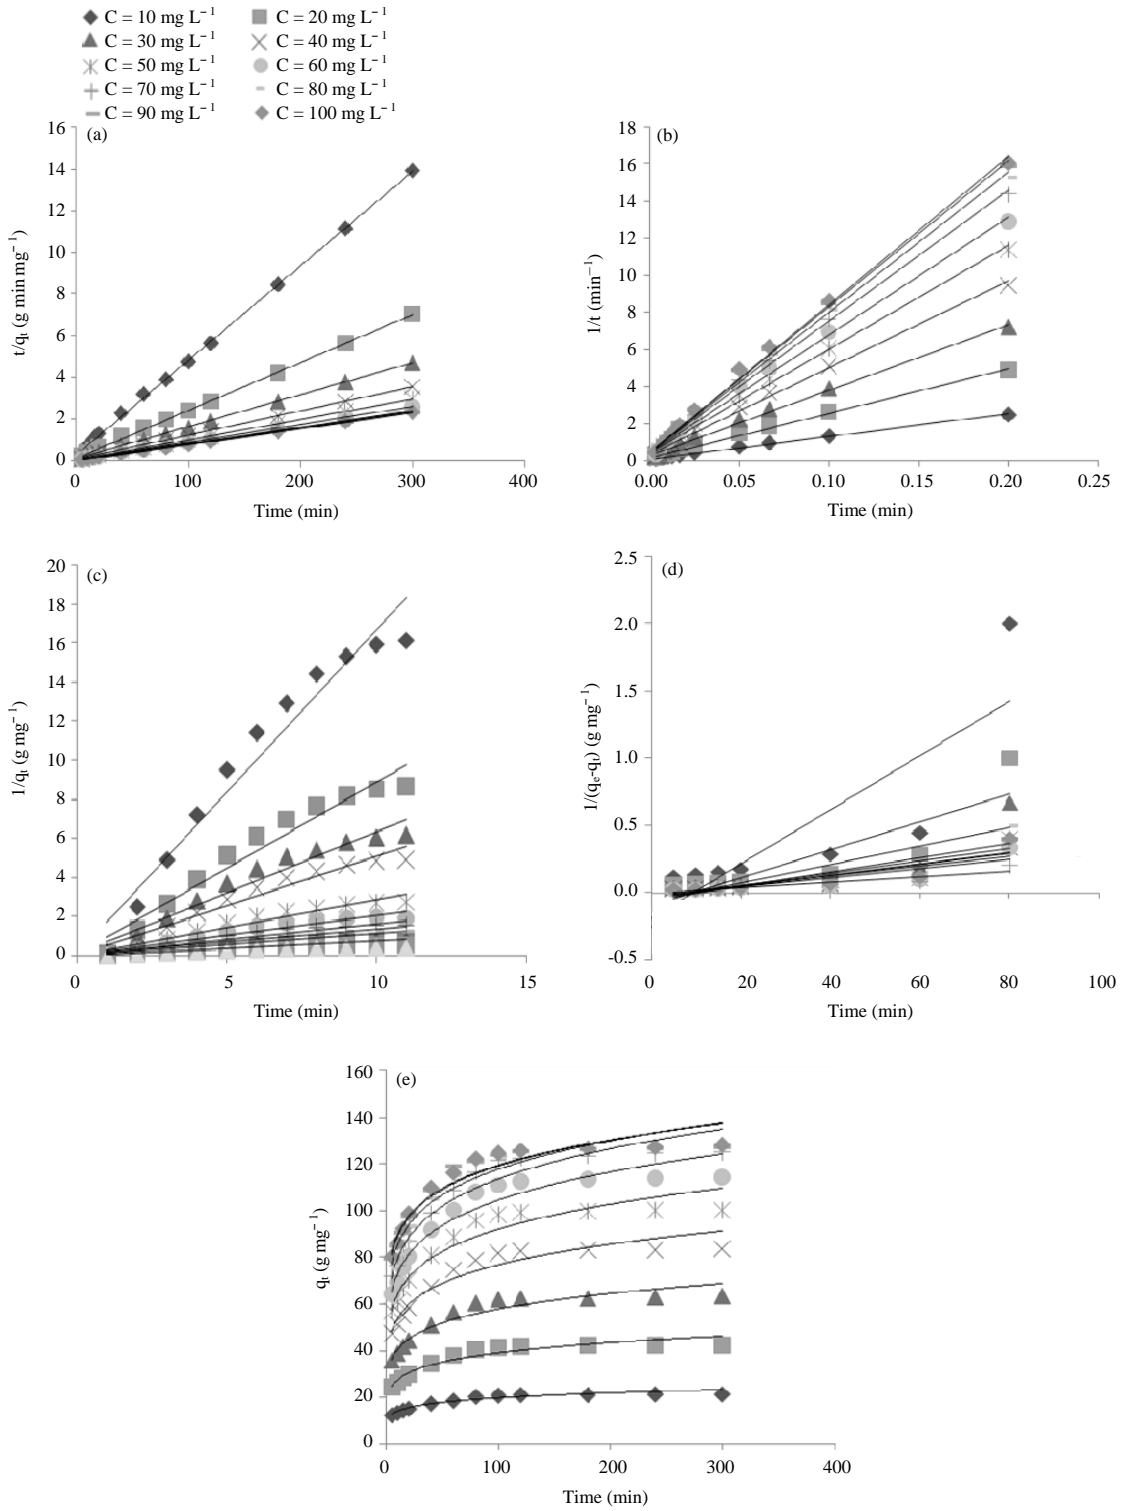 C = 10 mg L⁻¹ C = 20 mg L⁻¹
C = 30 mg L⁻¹ C = 40 mg L⁻¹
C = 50 mg L⁻¹ C = 60 mg L⁻¹
C = 70 mg L⁻¹ C = 80 mg L⁻¹
C = 90 mg L⁻¹ C = 100 mg L⁻¹
(a)
t/qₜ (g min mg⁻¹)
16
14
12
10
8
6
4
2
0
0 100 200 300 400
Time (min)
(b)
1/t (min⁻¹)
18
16
14
12
10
8
6
4
2
0
0.00 0.05 0.10 0.15 0.20 0.25
Time (min)
(c)
1/qₜ (g mg⁻¹)
20
18
16
14
12
10
8
6
4
2
0
0 5 10 15
Time (min)
(d)
1/(qₑ-qₜ) (g mg⁻¹)
2.5
2.0
1.5
1.0
0.5
0.0
-0.5
0 20 40 60 80 100
Time (min)
(e)
qₜ (g mg⁻¹)
160
140
120
100
80
60
40
20
0
0 100 200 300 400
Time (min)